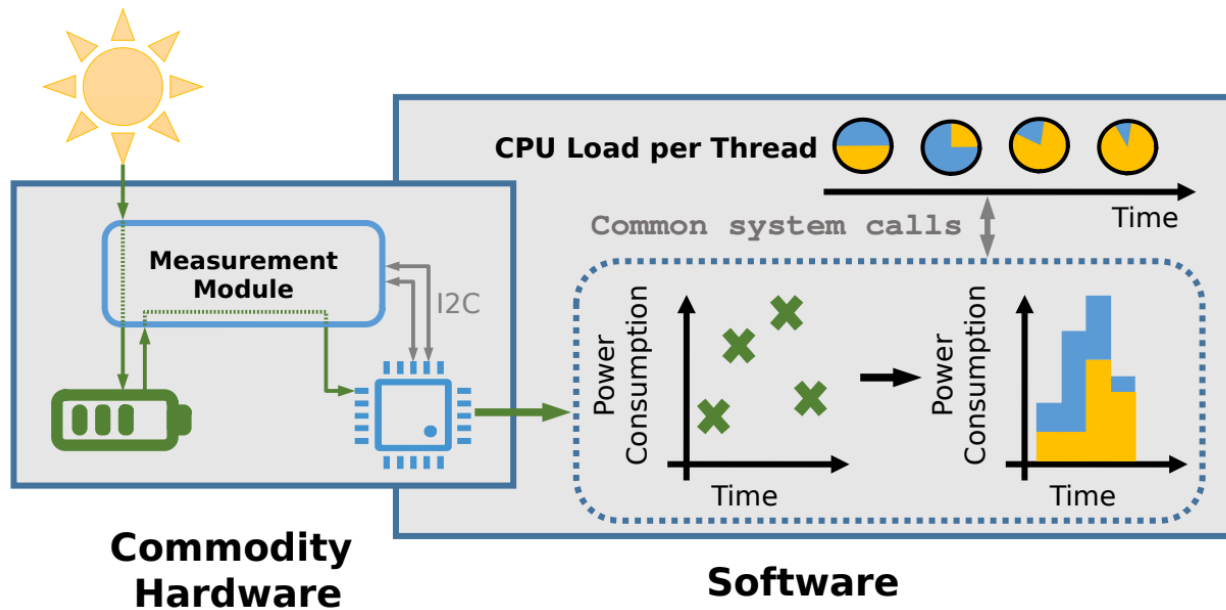 CPU Load per Thread
Time
Common system calls
Measurement
Module
I2C
Power
Consumption
Time
Power
Consumption
Time
Commodity
Hardware
Software